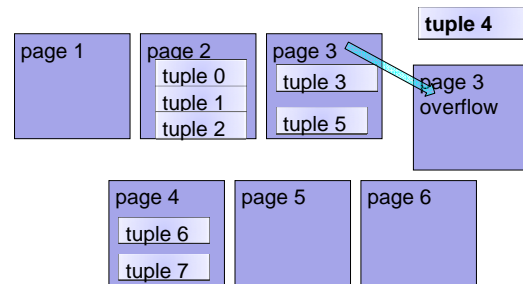 tuple 4
page 1
page 2
tuple 0
tuple 1
tuple 2
page 3
tuple 3
tuple 5
page 3
overflow
page 4
tuple 6
tuple 7
page 5
page 6